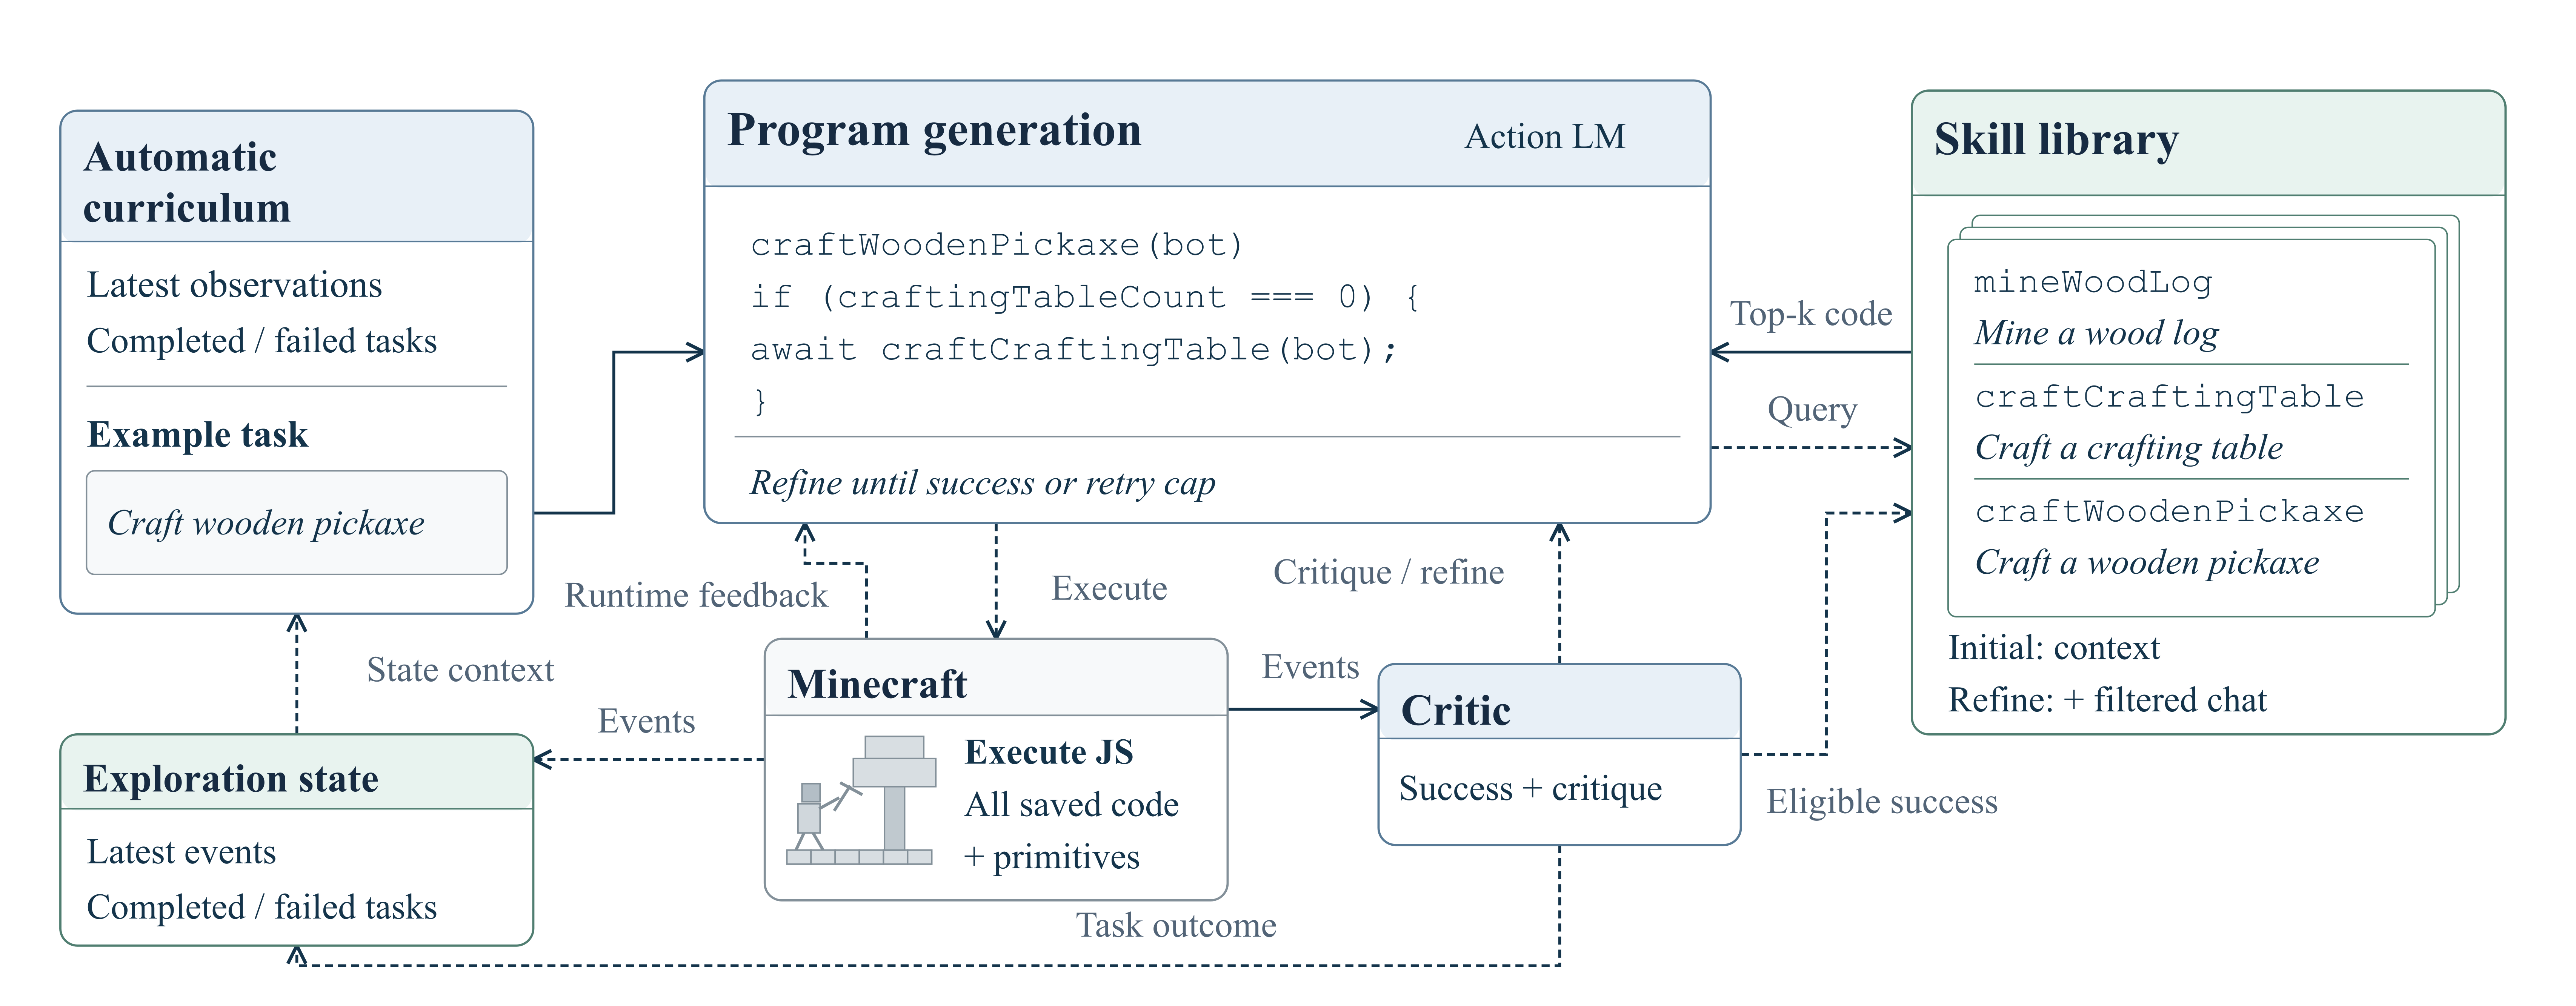 Automatic
curriculum
Latest observations
Completed / failed tasks
Example task
Craft wooden pickaxe
Program generation
Action LM
craftWoodenPickaxe(bot)
if (craftingTableCount === 0) {
await craftCraftingTable(bot);
}
Refine until success or retry cap
Top-k code
Query
Skill library
mineWoodLog
Mine a wood log
craftCraftingTable
Craft a crafting table
craftWoodenPickaxe
Craft a wooden pickaxe
Initial: context
Refine: + filtered chat
Runtime feedback
Execute
Critique / refine
State context
Events
Minecraft
Execute JS
All saved code
+ primitives
Events
Critic
Success + critique
Eligible success
Exploration state
Latest events
Completed / failed tasks
Task outcome